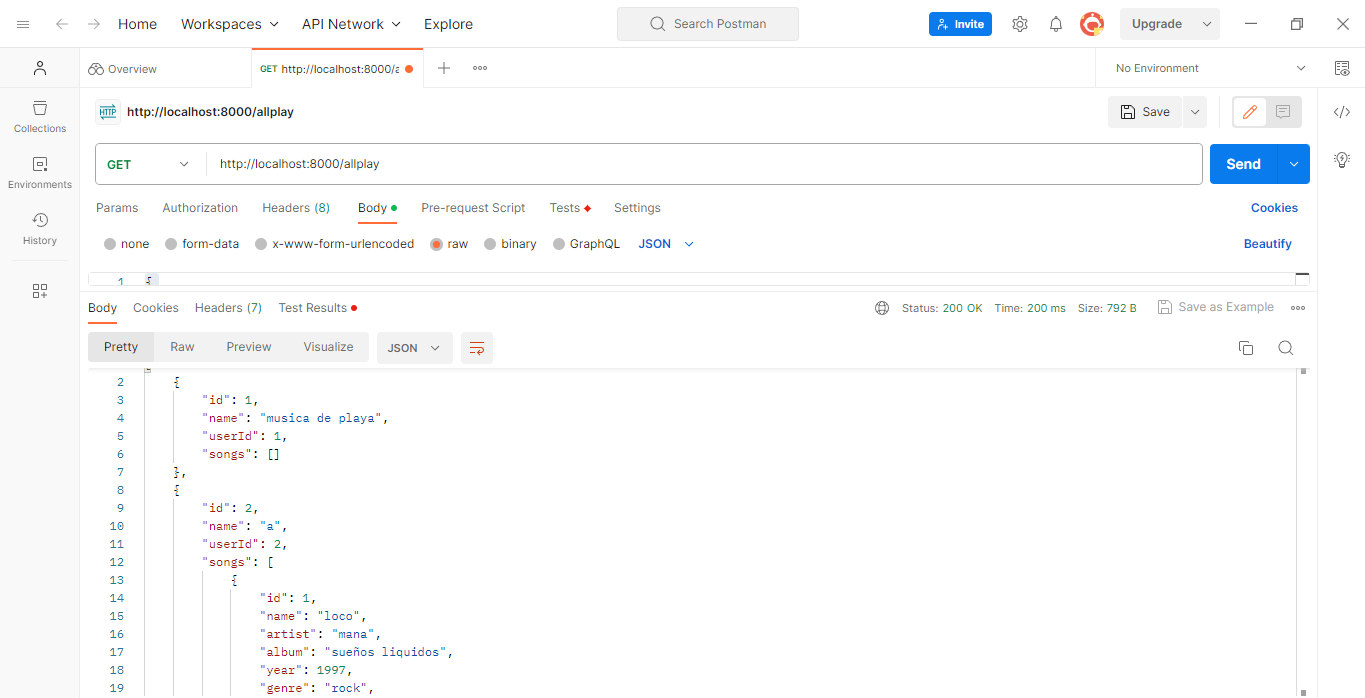 Home Workspaces API Network Explore Search Postman Invite Upgrade
Overview GET http://localhost:8000/a No Environment
http://localhost:8000/allplay Save
Collections
GET http://localhost:8000/allplay Send
Environments
Params Authorization Headers (8) Body Pre-request Script Tests Settings Cookies
History
none form-data x-www-form-urlencoded raw binary GraphQL JSON Beautify
1 {
Body Cookies Headers (7) Test Results Status: 200 OK Time: 200 ms Size: 792 B Save as Example
Pretty Raw Preview Visualize JSON
2 {
3 "id": 1,
4 "name": "musica de playa",
5 "userId": 1,
6 "songs": []
7 },
8 {
9 "id": 2,
10 "name": "a",
11 "userId": 2,
12 "songs": [
13 {
14 "id": 1,
15 "name": "loco",
16 "artist": "mana",
17 "album": "sueños liquidos",
18 "year": 1997,
19 "genre": "rock",